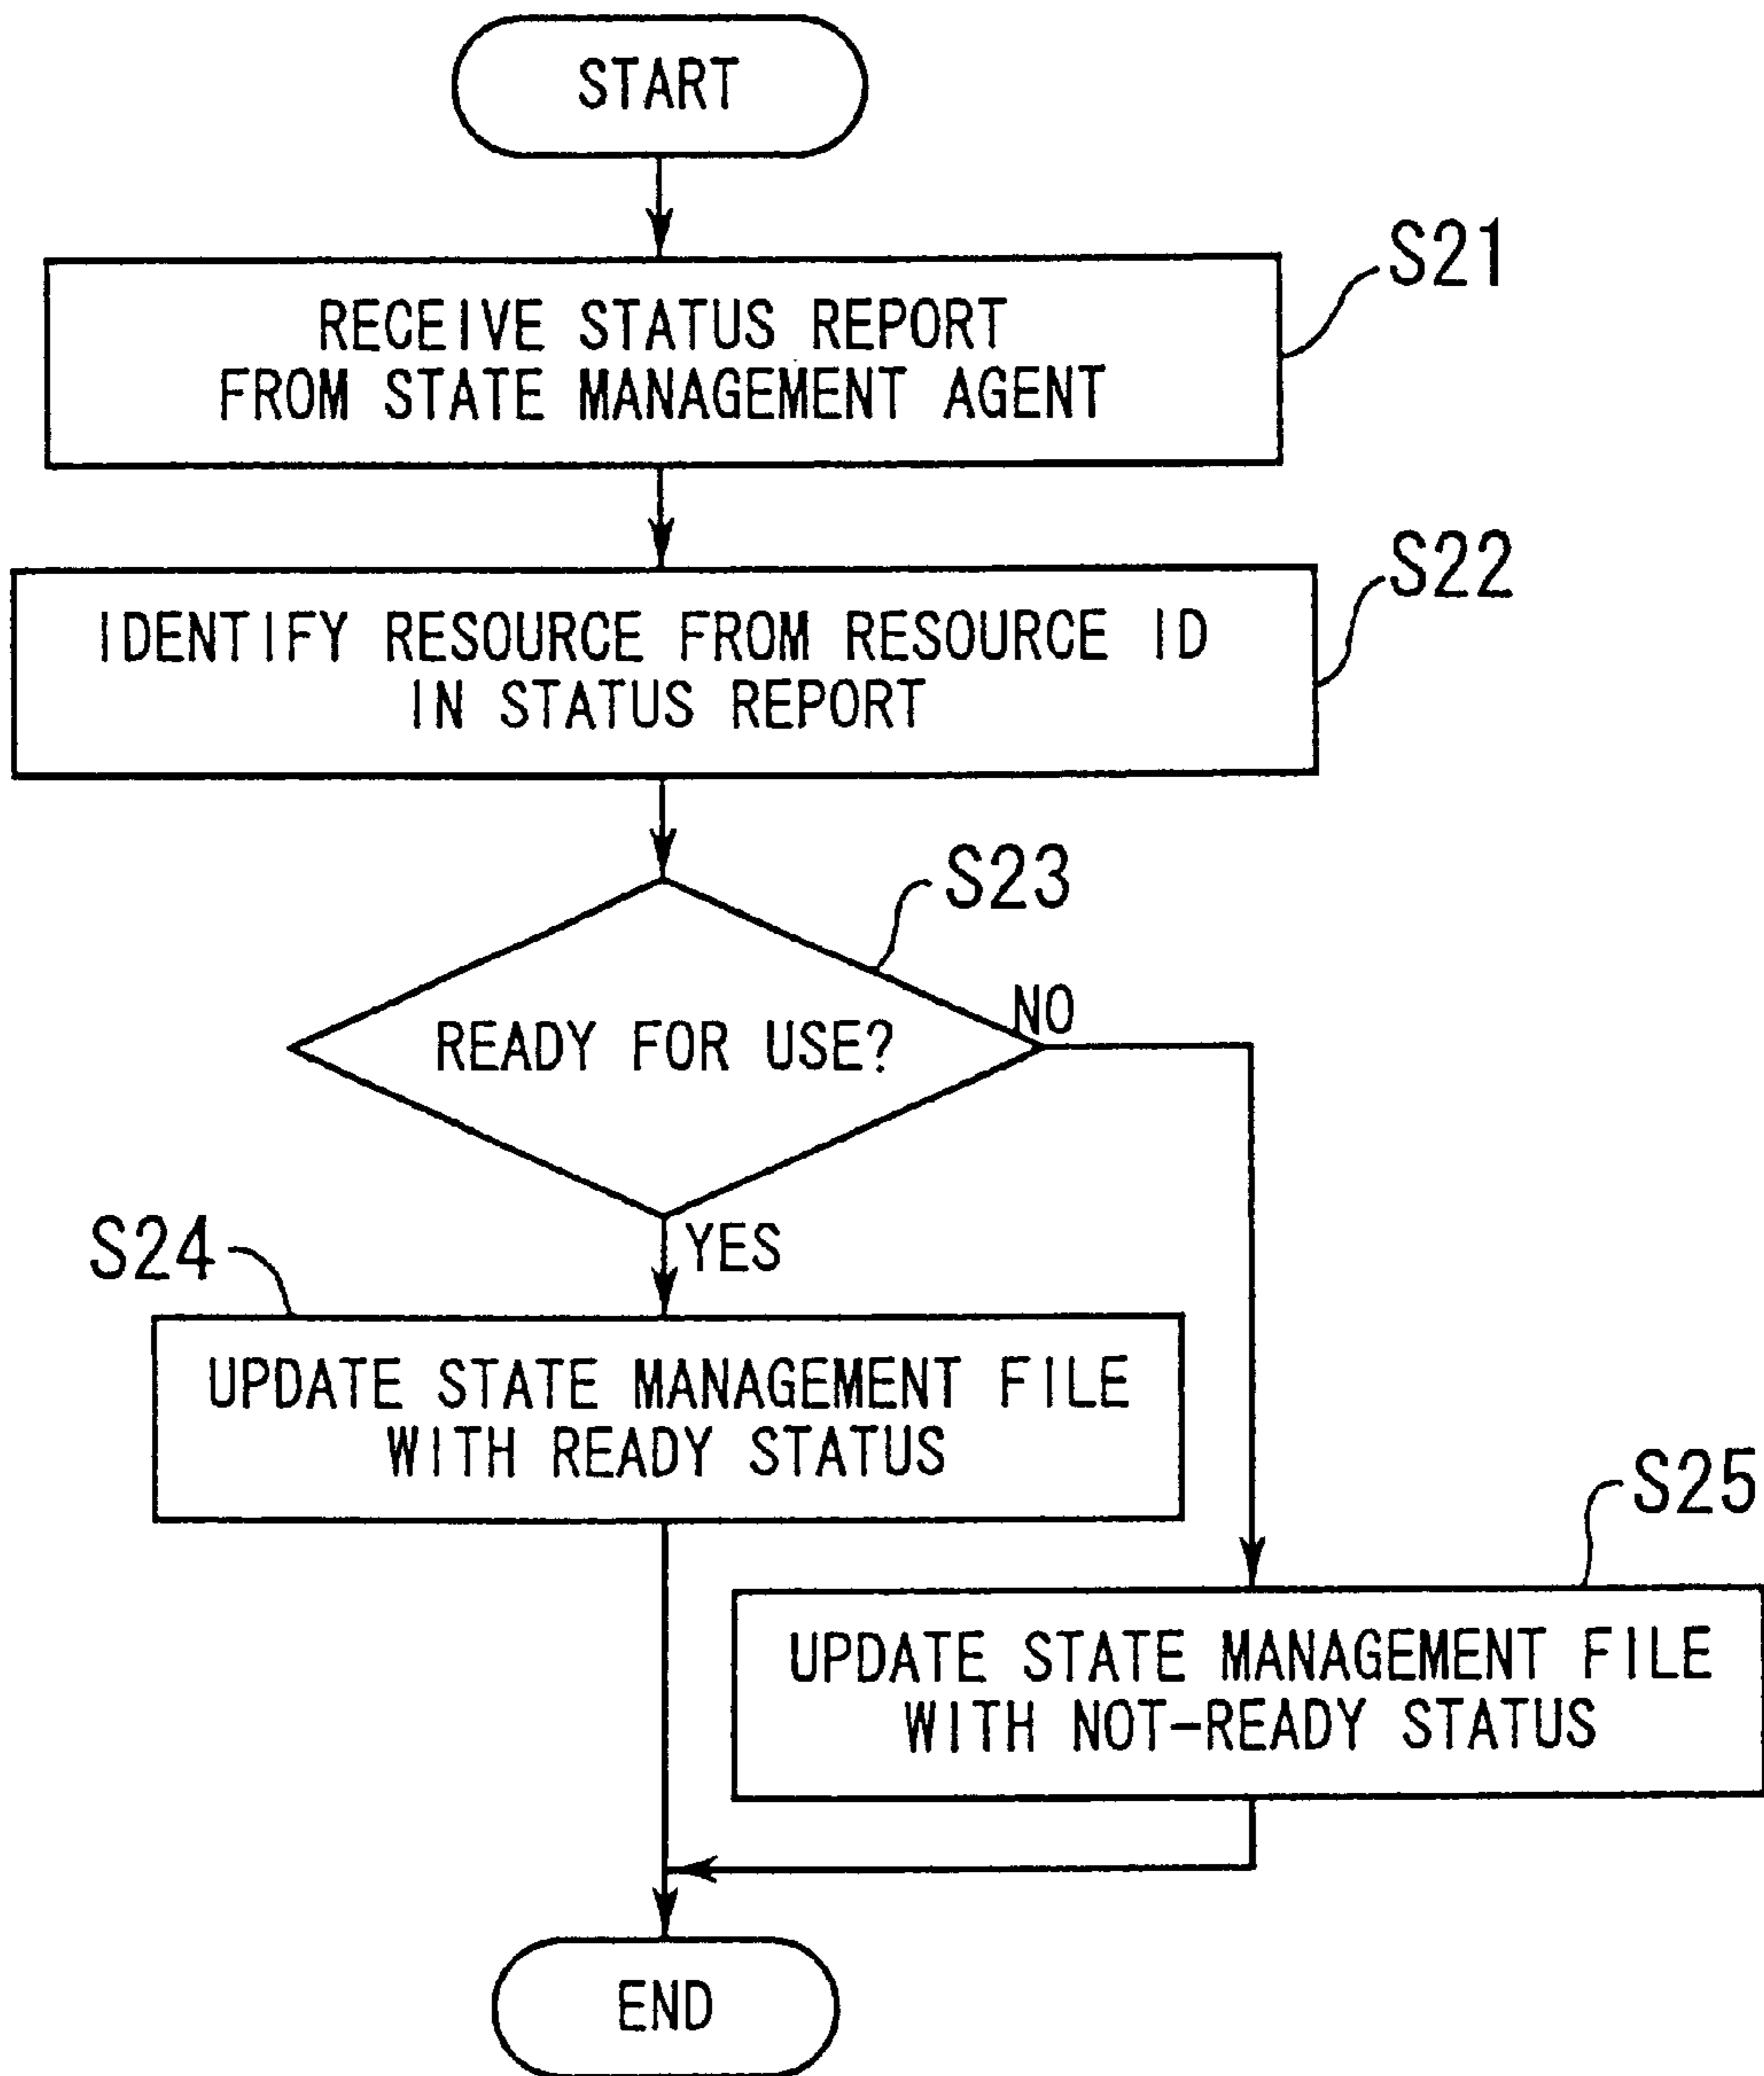 START
S21
RECEIVE STATUS REPORT
FROM STATE MANAGEMENT AGENT
S22
IDENTIFY RESOURCE FROM RESOURCE ID
IN STATUS REPORT
S23
READY FOR USE?
NO
YES
S24
UPDATE STATE MANAGEMENT FILE
WITH READY STATUS
S25
UPDATE STATE MANAGEMENT FILE
WITH NOT-READY STATUS
END